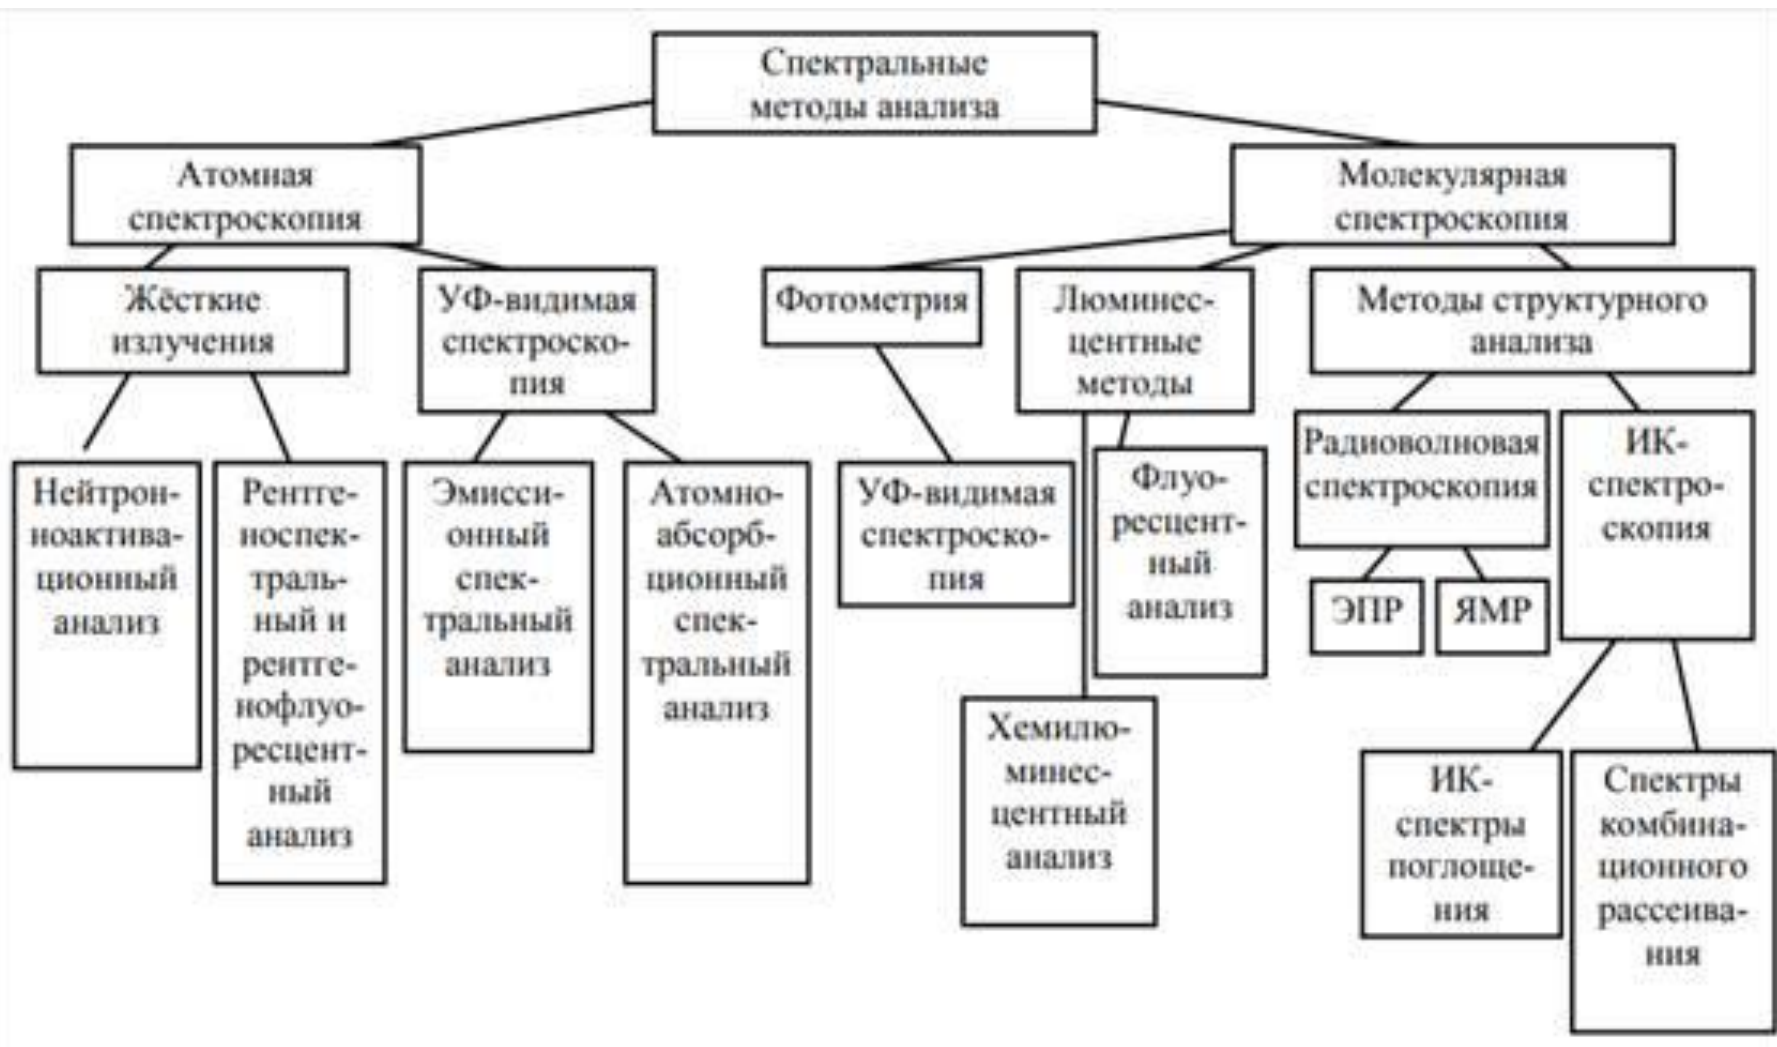 Спектральные
методы анализа
Атомная
спектроскопия
Молекулярная
спектроскопия
Жёсткие
излучения
УФ-видимая
спектроско-
пия
Фотометрия
Люминес-
центные
методы
Методы структурного
анализа
Нейтрон-
ноактива-
ционный
анализ
Рентге-
носпек-
траль-
ный и
рентге-
нофлуо-
ресцент-
ный
анализ
Эмисси-
онный
спек-
тральный
анализ
Атомно-
абсорб-
ционный
спек-
тральный
анализ
УФ-видимая
спектроско-
пия
Флуо-
ресцент-
ный
анализ
Хемилю-
минес-
центный
анализ
Радиоволновая
спектроскопия
ЭПР
ЯМР
ИК-
спектро-
скопия
ИК-
спектры
поглоще-
ния
Спектры
комбина-
ционного
рассеива-
ния